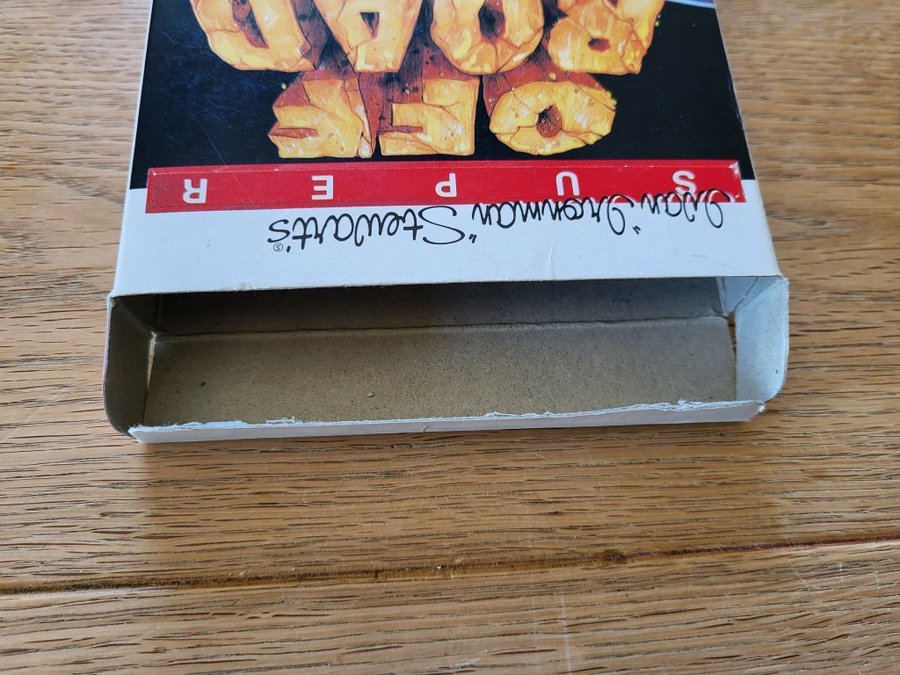 Ivan "Ironman" Stewart's®
SUPER
OFF
ROAD